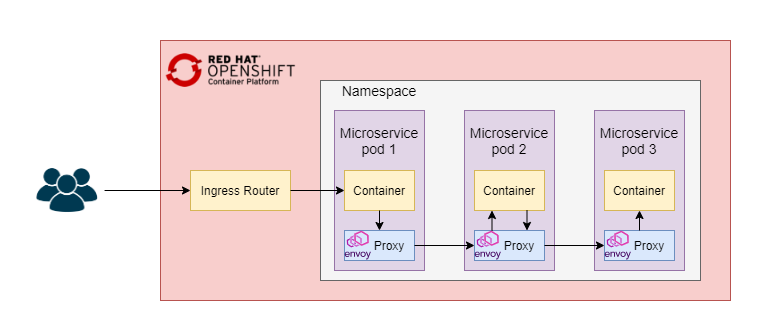 RED HAT
OPENSHIFT
Container Platform
Namespace
Microservice
pod 1
Microservice
pod 2
Microservice
pod 3
Ingress Router
Container
Container
Container
envoy
Proxy
envoy
Proxy
envoy
Proxy